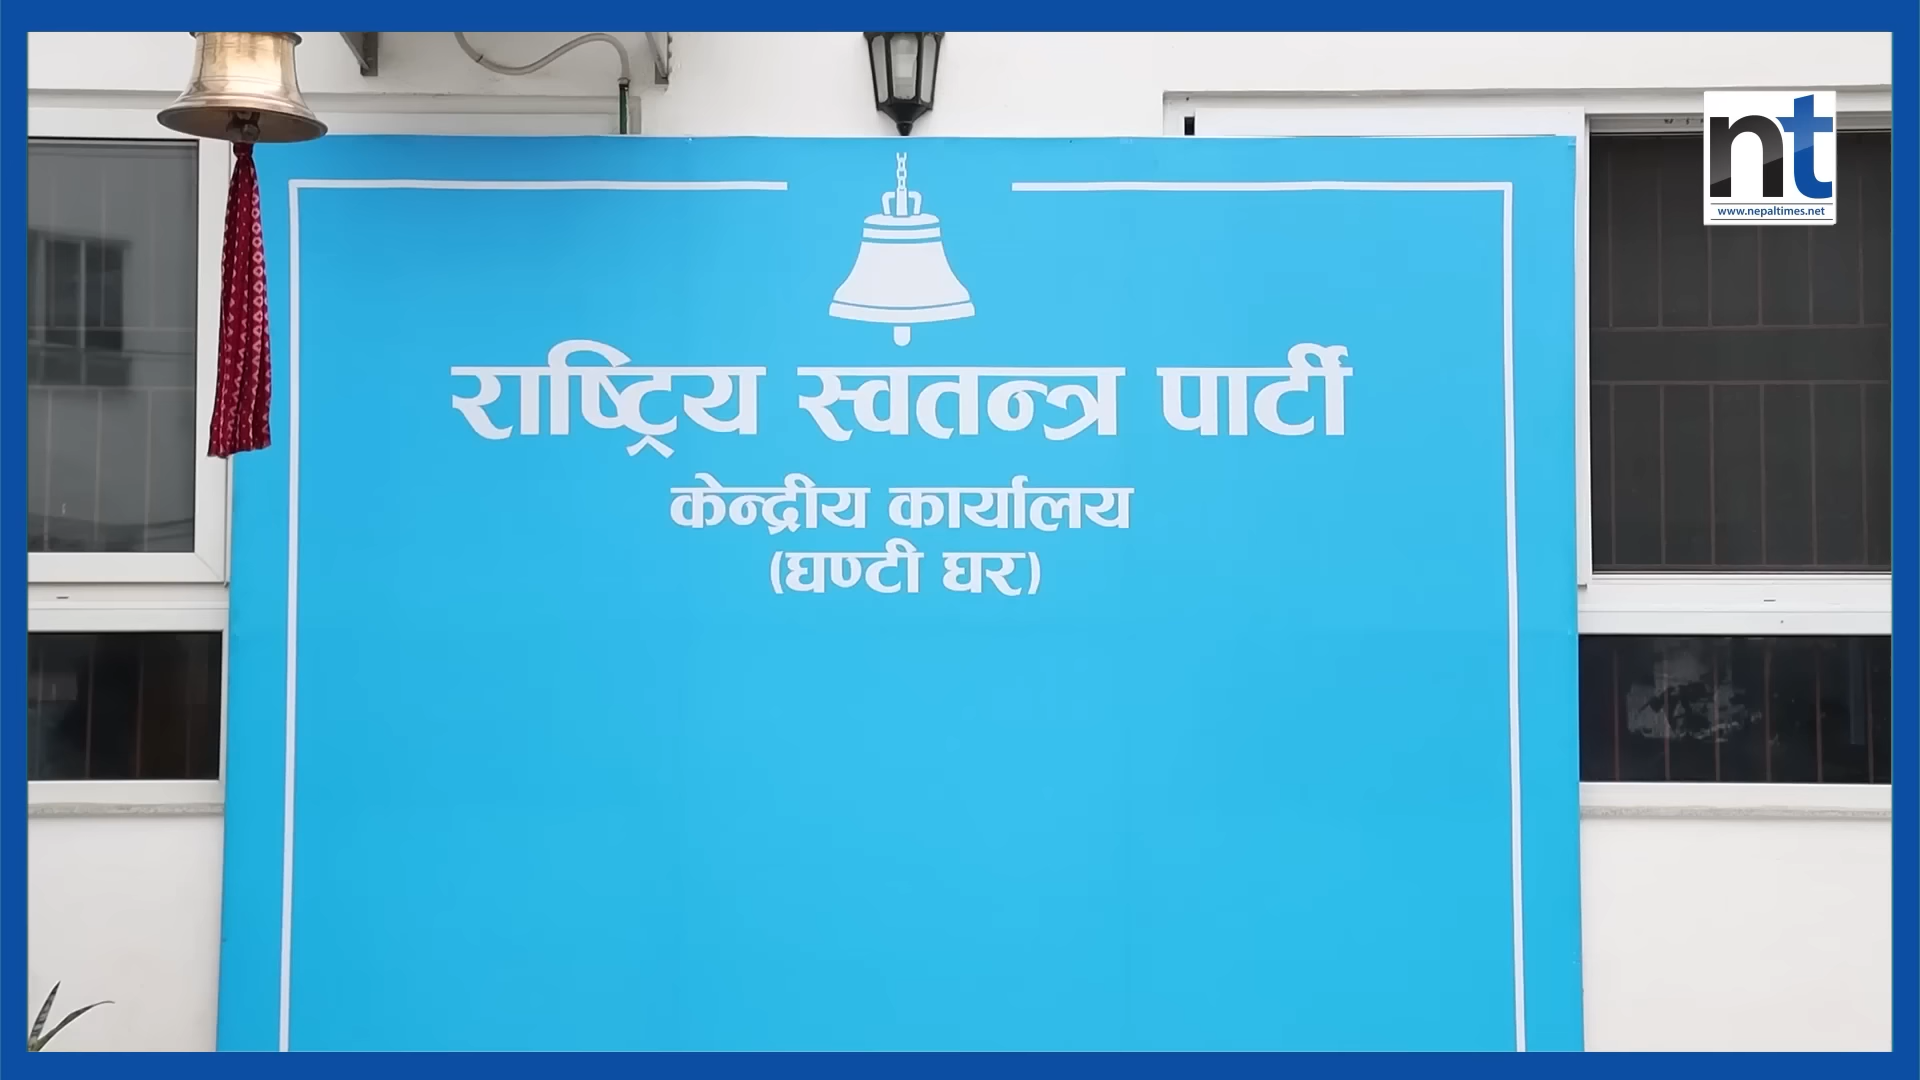 nt
www.nepaltimes.net
राष्ट्रिय स्वतन्त्र पार्टी
केन्द्रीय कार्यालय
(घण्टी घर)